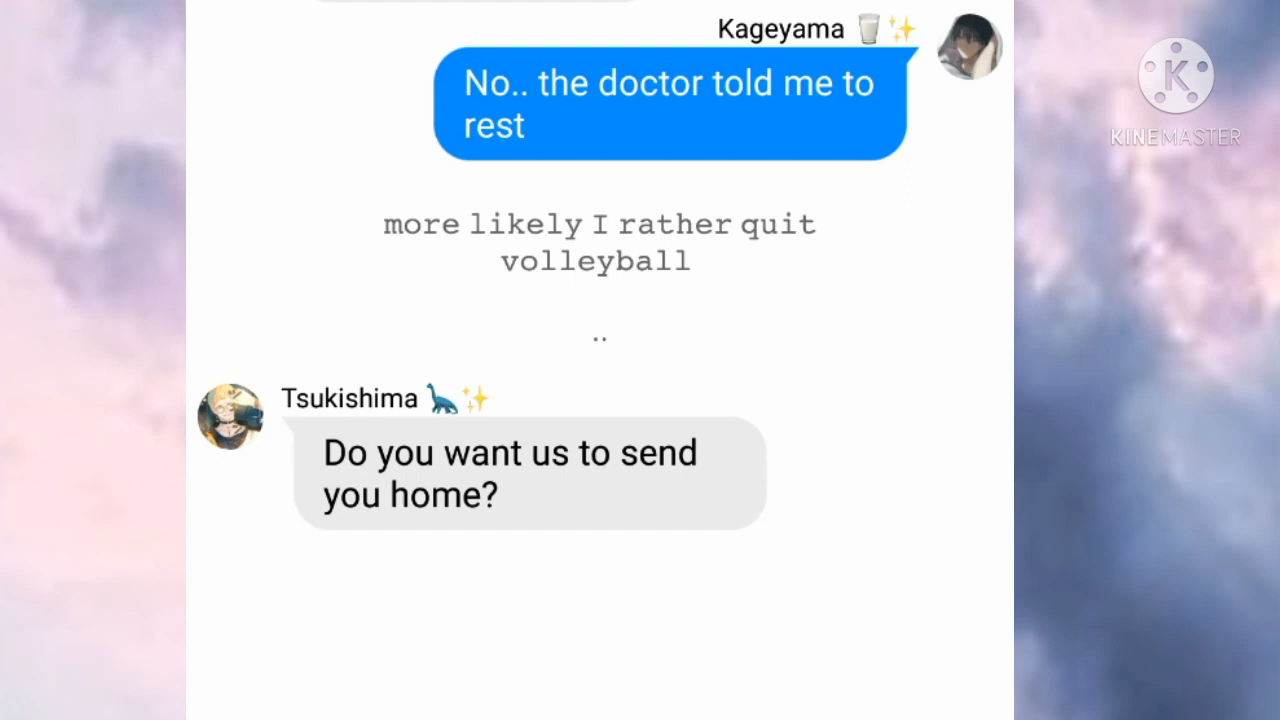 Kageyama 🥛✨
No.. the doctor told me to
rest
more likely I rather quit
volleyball
..
Tsukishima 🦕✨
Do you want us to send
you home?
K
KINEMASTER